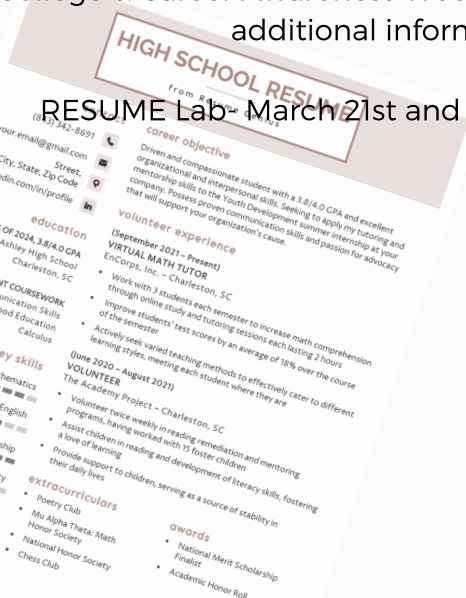 additional inform
HIGH SCHOOL RESUME
from Resume Genius
RESUME Lab- March 21st and
(843) 342-8691
your.email@gmail.com
Street,
City, State, Zip Code
edin.com/in/profile
education
OF 2024, 3.8/4.0 GPA
Ashley High School
Charleston, SC
NT COURSEWORK
unication Skills
ood Education
Calculus
ey skills
thematics
English
ship
career objective
Driven and compassionate student with a 3.8/4.0 GPA and excellent
organizational and interpersonal skills. Seeking to apply my tutoring and
mentorship skills to the Youth Development summer internship at your
company. Possess proven communication skills and passion for advocacy
that will support your organization's cause.
volunteer experience
(September 2021 – Present)
VIRTUAL MATH TUTOR
EnCorps, Inc. – Charleston, SC
• Work with 3 students each semester to increase math comprehension
through online study and tutoring sessions each lasting 2 hours
• Improve students' test scores by an average of 18% over the course
of the semester
• Actively seek varied teaching methods to effectively cater to different
learning styles, meeting each student where they are
(June 2020 – August 2021)
VOLUNTEER
The Academy Project – Charleston, SC
• Volunteer twice weekly in reading remediation and mentoring
programs, having worked with 15 foster children
• Assist children in reading and development of literacy skills, fostering
a love of learning
• Provide support to children, serving as a source of stability in
their daily lives
extracurriculars
• Poetry Club
• Mu Alpha Theta: Math
Honor Society
• National Honor Society
• Chess Club
awards
• National Merit Scholarship
Finalist
• Academic Honor Roll